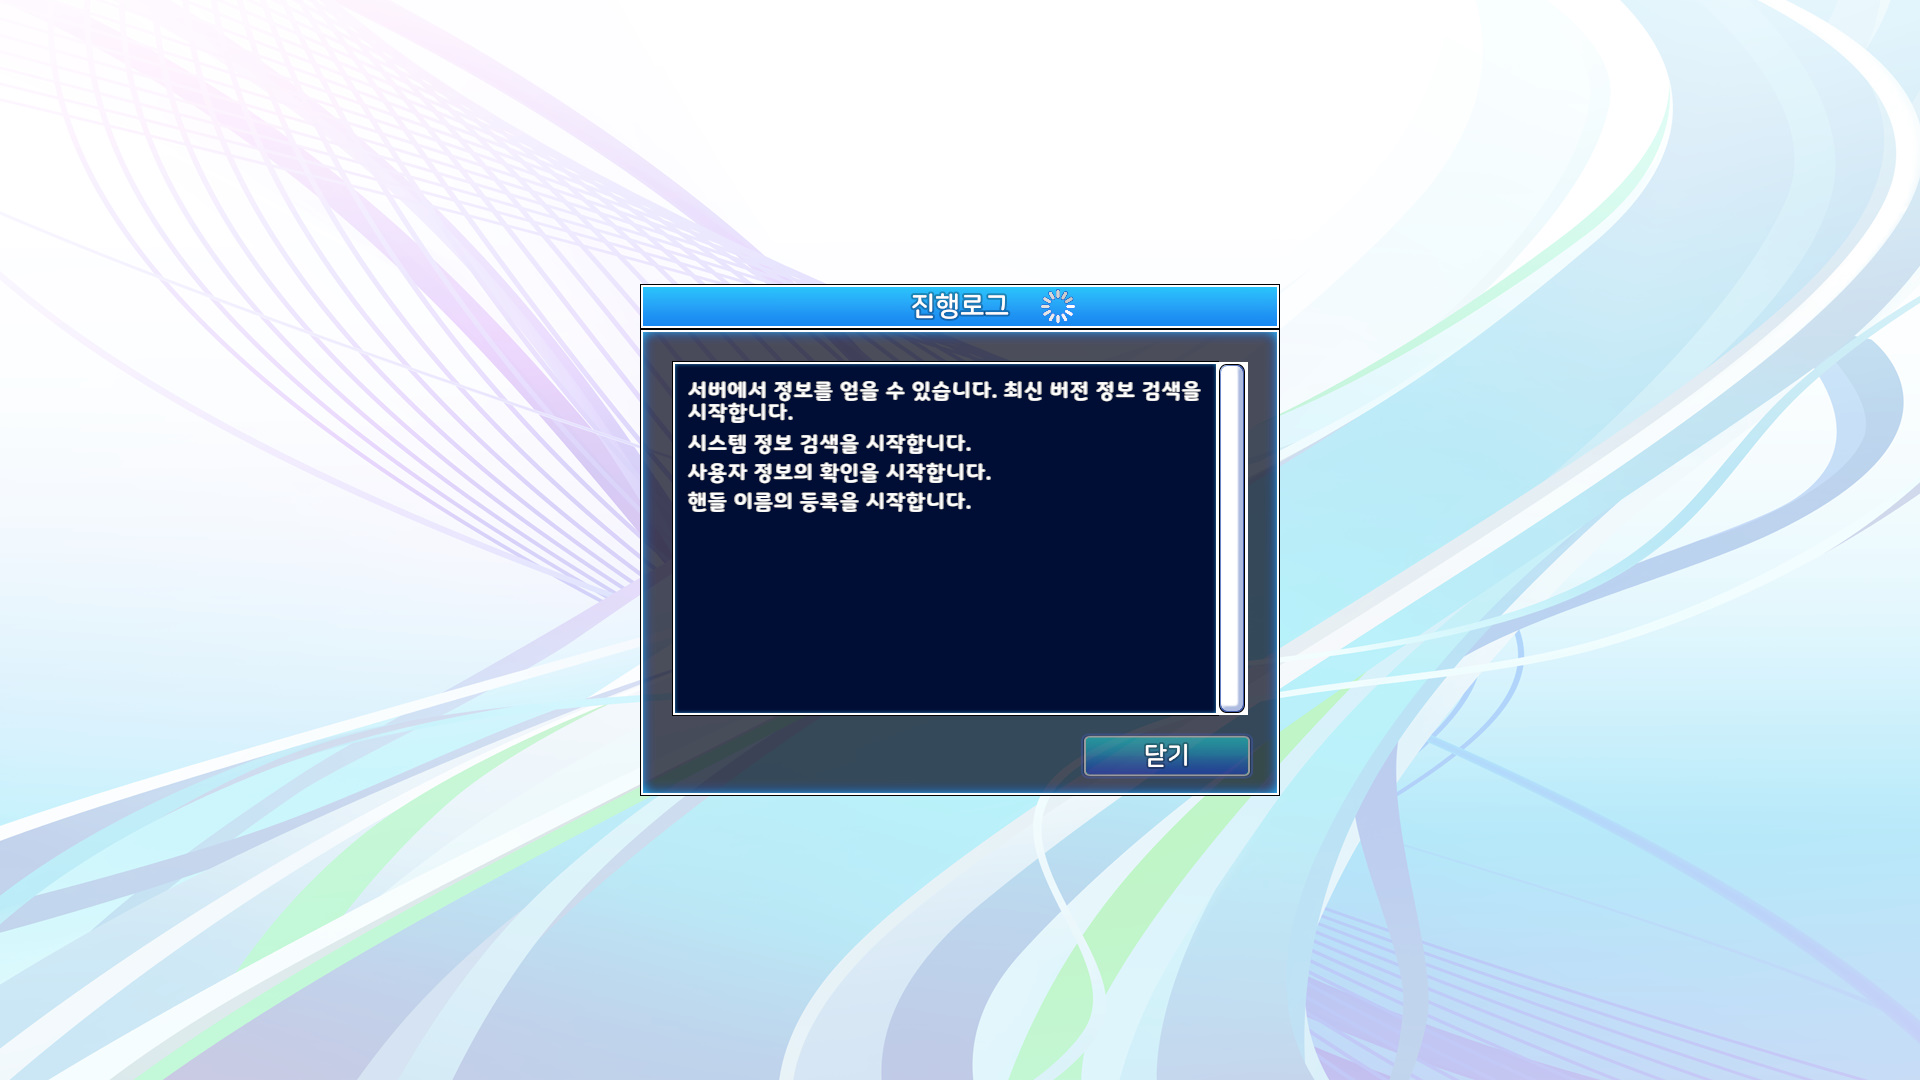 진행로그
서버에서 정보를 얻을 수 있습니다. 최신 버전 정보 검색을
시작합니다.
시스템 정보 검색을 시작합니다.
사용자 정보의 확인을 시작합니다.
핸들 이름의 등록을 시작합니다.
닫기